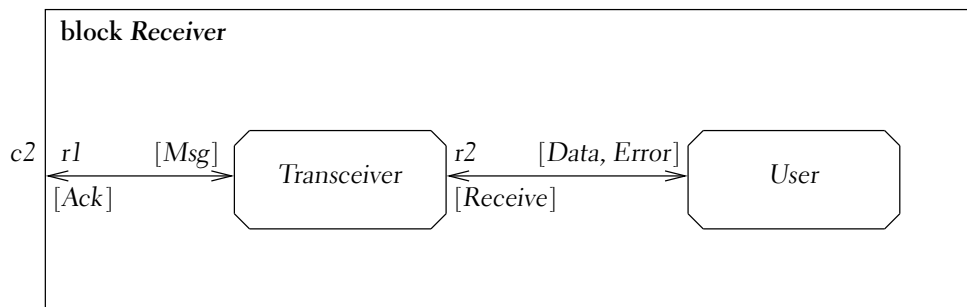 block Receiver
c2 r1 [Msg] r2 [Data, Error]
Transceiver User
[Ack] [Receive]